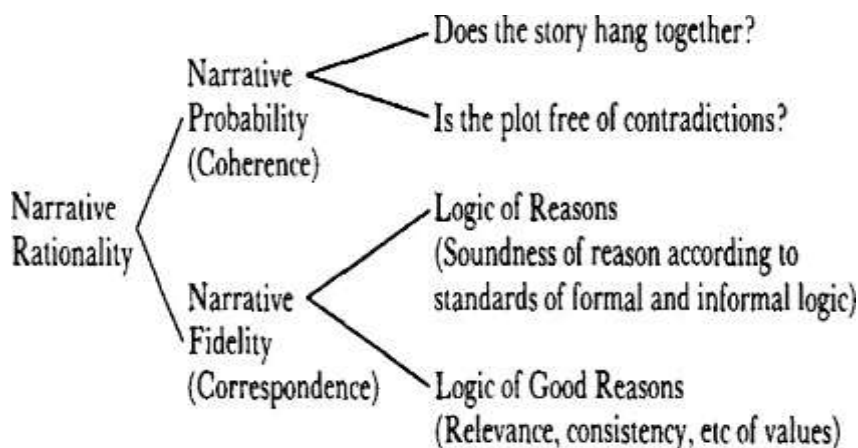 Does the story hang together?
Narrative
Probability
(Coherence)
Is the plot free of contradictions?
Narrative
Rationality
Logic of Reasons
(Soundness of reason according to
standards of formal and informal logic)
Narrative
Fidelity
(Correspondence)
Logic of Good Reasons
(Relevance, consistency, etc of values)